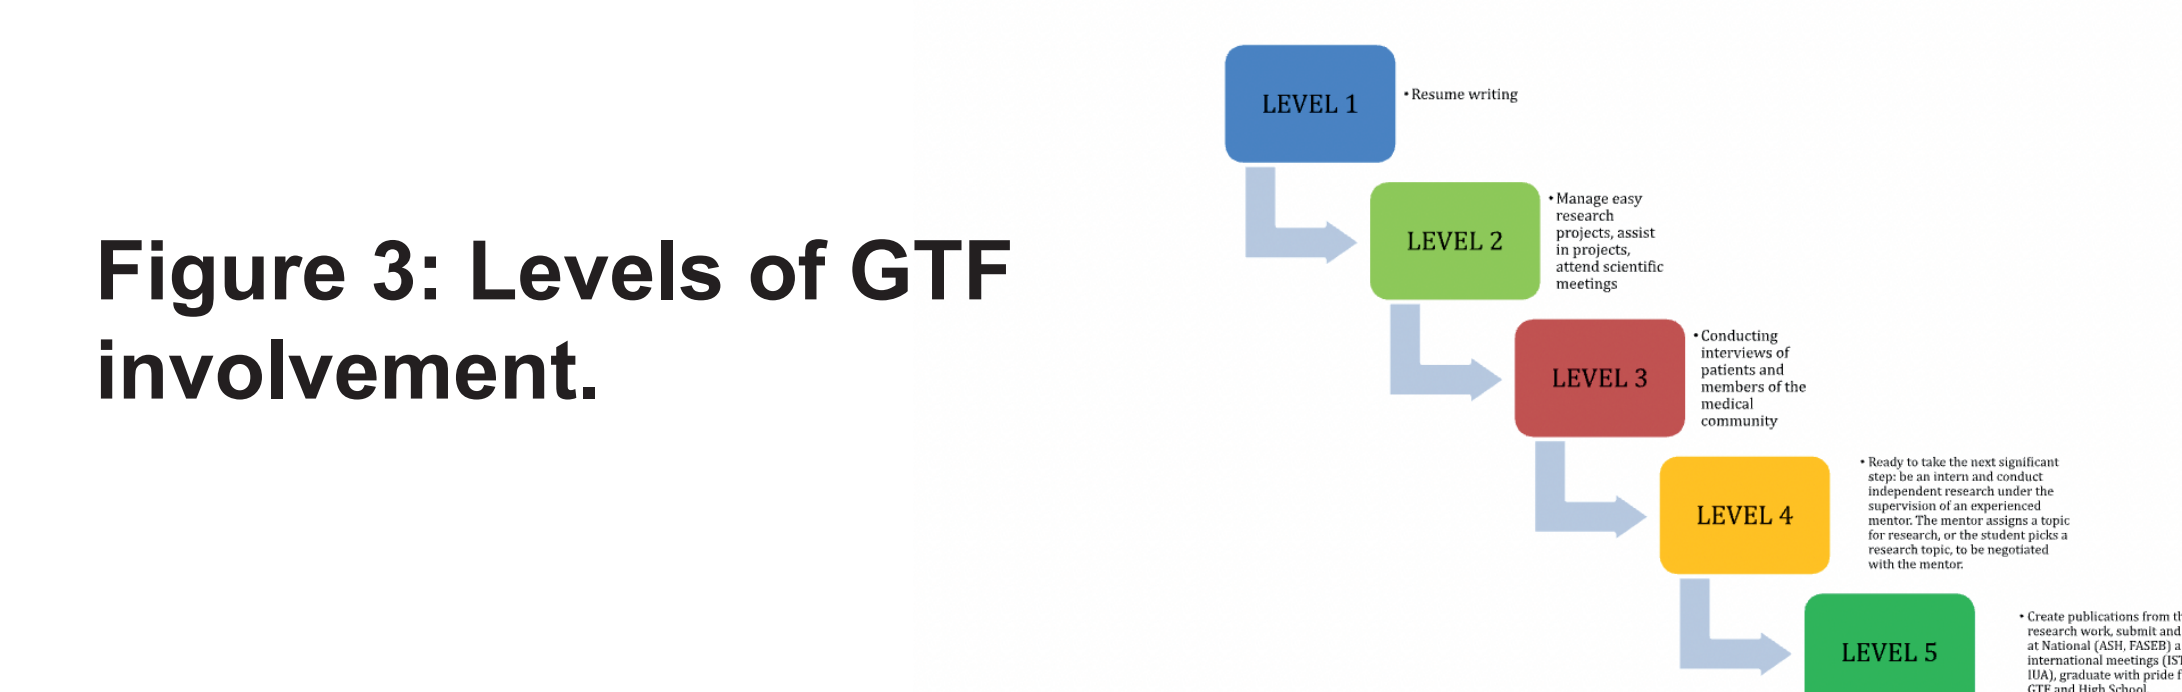 Figure 3: Levels of GTF
involvement.
LEVEL 1
• Resume writing
LEVEL 2
• Manage easy
research
projects, assist
in projects,
attend scientific
meetings
LEVEL 3
• Conducting
interviews of
patients and
members of the
medical
community
LEVEL 4
• Ready to take the next significant
step: be an intern and conduct
independent research under the
supervision of an experienced
mentor. The mentor assigns a topic
for research, or the student picks a
research topic, to be negotiated
with the mentor.
LEVEL 5
• Create publications from
research work, submit and
at National (ASH, FASEB)
international meetings
IUA), graduate with pride
GTF and High School